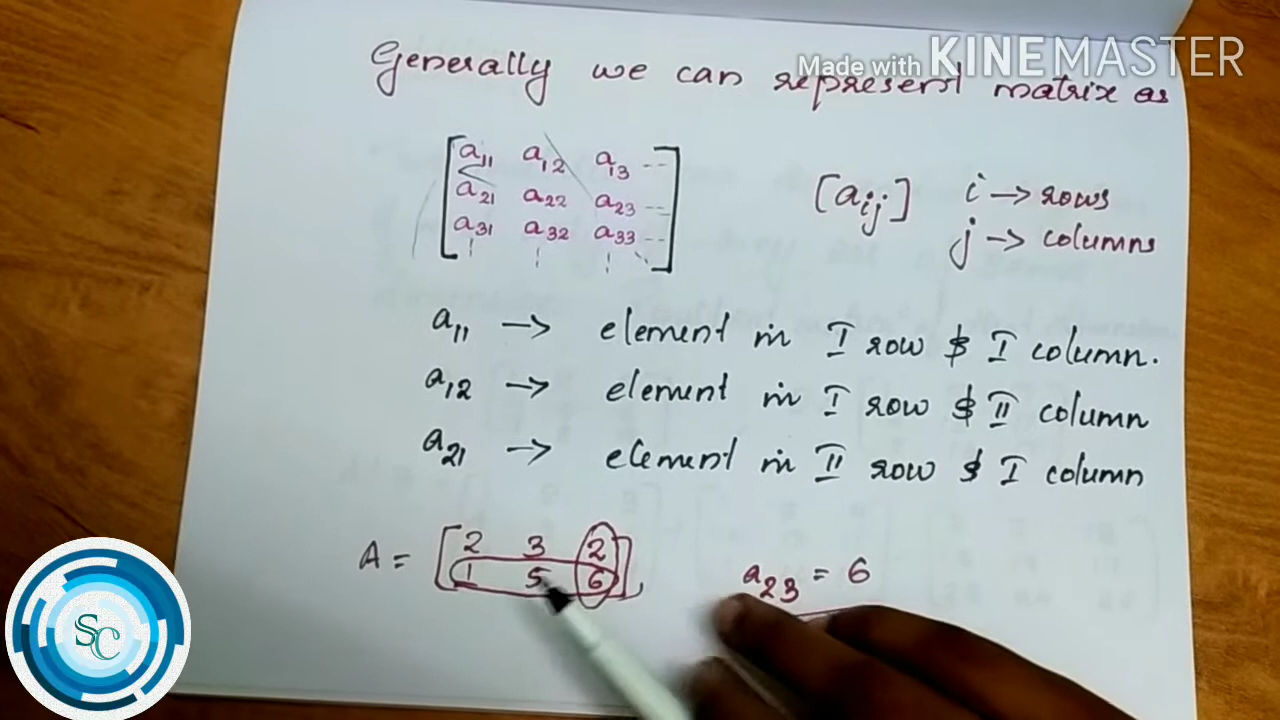 Made with KINEMASTER
Generally we can represent matrix as
a11 a12 a13 --
a21 a22 a23 --
a31 a32 a33 --
[aij] i → rows
j → columns
a11 → element in I row & I column.
a12 → element in I row & II column
a21 → element in II row & I column
A = [2 3 2
1 5 6],
a23 = 6
SC